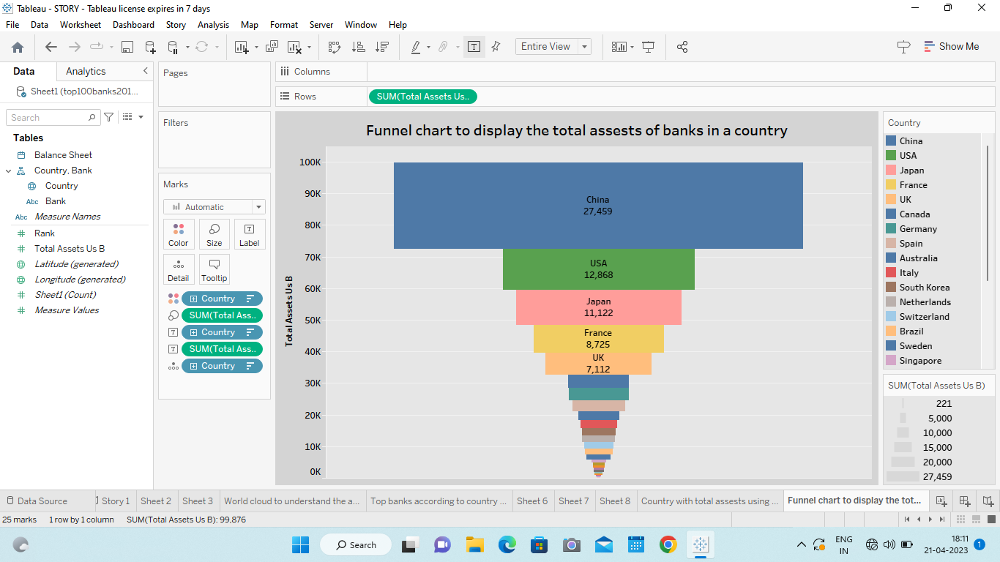 Tableau - STORY - Tableau license expires in 7 days
File Data Worksheet Dashboard Story Analysis Map Format Server Window Help
Entire View
Show Me
Data Analytics
Sheet1 (top100banks201...
Search
Tables
Balance Sheet
Country, Bank
Country
Abc Bank
Abc Measure Names
Rank
Total Assets Us B
Latitude (generated)
Longitude (generated)
Sheet1 (Count)
Measure Values
Pages
Filters
Marks
Automatic
Color Size Label
Detail Tooltip
Country
SUM(Total Ass..
Country
SUM(Total Ass..
Country
Columns
Rows
SUM(Total Assets Us..
Funnel chart to display the total assests of banks in a country
Total Assets Us B
100K
90K
80K
70K
60K
50K
40K
30K
20K
10K
0K
China
27,459
USA
12,868
Japan
11,122
France
8,725
UK
7,112
Country
China
USA
Japan
France
UK
Canada
Germany
Spain
Australia
Italy
South Korea
Netherlands
Switzerland
Brazil
Sweden
Singapore
SUM(Total Assets Us B)
221
5,000
10,000
15,000
20,000
27,459
Data Source Story 1 Sheet 2 Sheet 3 World cloud to understand the a... Top banks according to country ... Sheet 6 Sheet 7 Sheet 8 Country with total assests using ... Funnel chart to display the tot...
25 marks 1 row by 1 column SUM(Total Assets Us B): 99,876
Search
ENG
IN
18:11
21-04-2023
1